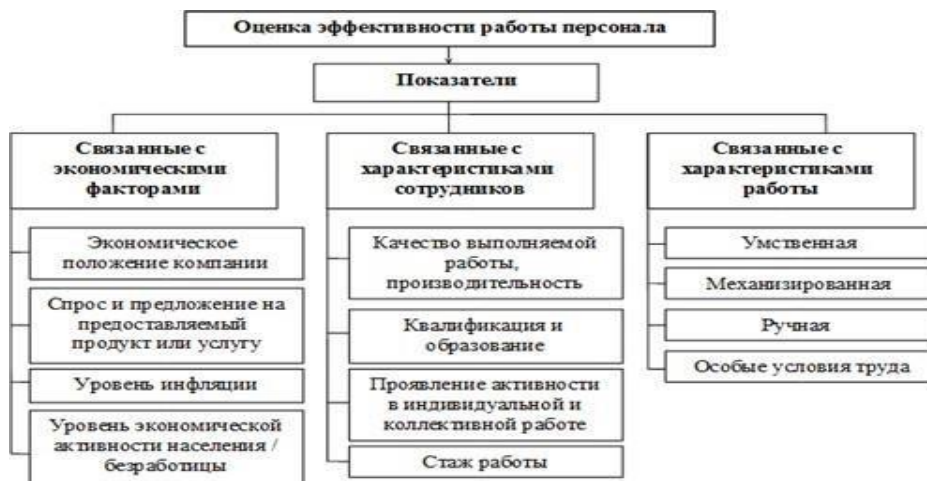 Оценка эффективности работы персонала
Показатели
Связанные с
экономическими
факторами
Экономическое
положение компании
Спрос и предложение на
предоставляемый
продукт или услугу
Уровень инфляции
Уровень экономической
активности населения /
безработицы
Связанные с
характеристиками
сотрудников
Качество выполняемой
работы,
производительность
Квалификация и
образование
Проявление активности
в индивидуальной и
коллективной работе
Стаж работы
Связанные с
характеристиками
работы
Умственная
Механизированная
Ручная
Особые условия труда